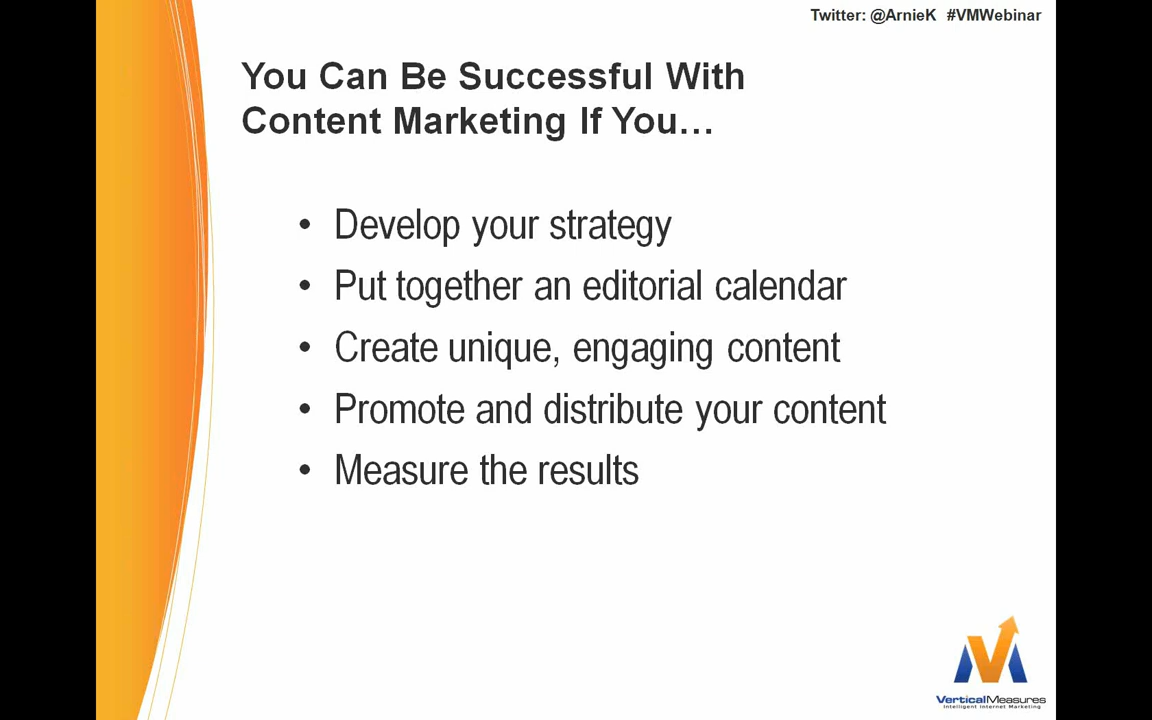 Twitter: @ArnieK #VMWebinar
You Can Be Successful With
Content Marketing If You…
• Develop your strategy
• Put together an editorial calendar
• Create unique, engaging content
• Promote and distribute your content
• Measure the results
VerticalMeasures
Intelligent Internet Marketing